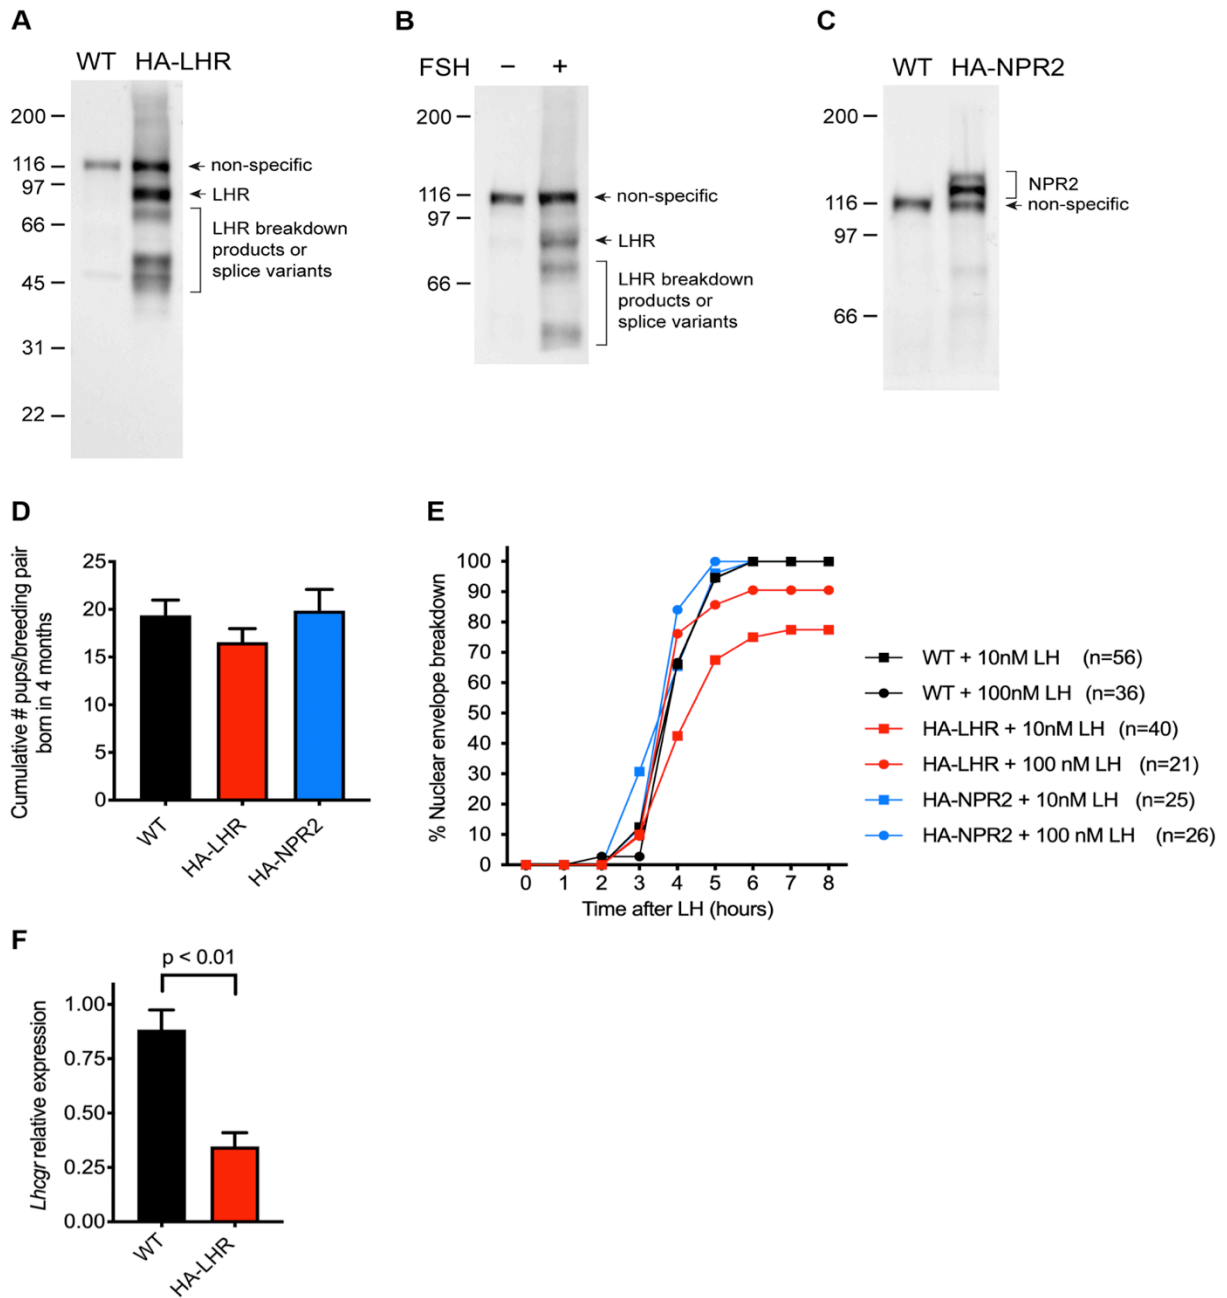 A
WT HA-LHR
200
116
97
66
45
31
22
non-specific
LHR
LHR breakdown
products or
splice variants
B
FSH − +
200
116
97
66
non-specific
LHR
LHR breakdown
products or
splice variants
C
WT HA-NPR2
200
116
97
66
NPR2
non-specific
D
Cumulative # pups/breeding pair
born in 4 months
25
20
15
10
5
0
WT
HA-LHR
HA-NPR2
E
% Nuclear envelope breakdown
100
90
80
70
60
50
40
30
20
10
0
0 1 2 3 4 5 6 7 8
Time after LH (hours)
WT + 10nM LH (n=56)
WT + 100nM LH (n=36)
HA-LHR + 10nM LH (n=40)
HA-LHR + 100 nM LH (n=21)
HA-NPR2 + 10nM LH (n=25)
HA-NPR2 + 100 nM LH (n=26)
F
p < 0.01
Lhcgr relative expression
1.00
0.75
0.50
0.25
0.00
WT
HA-LHR